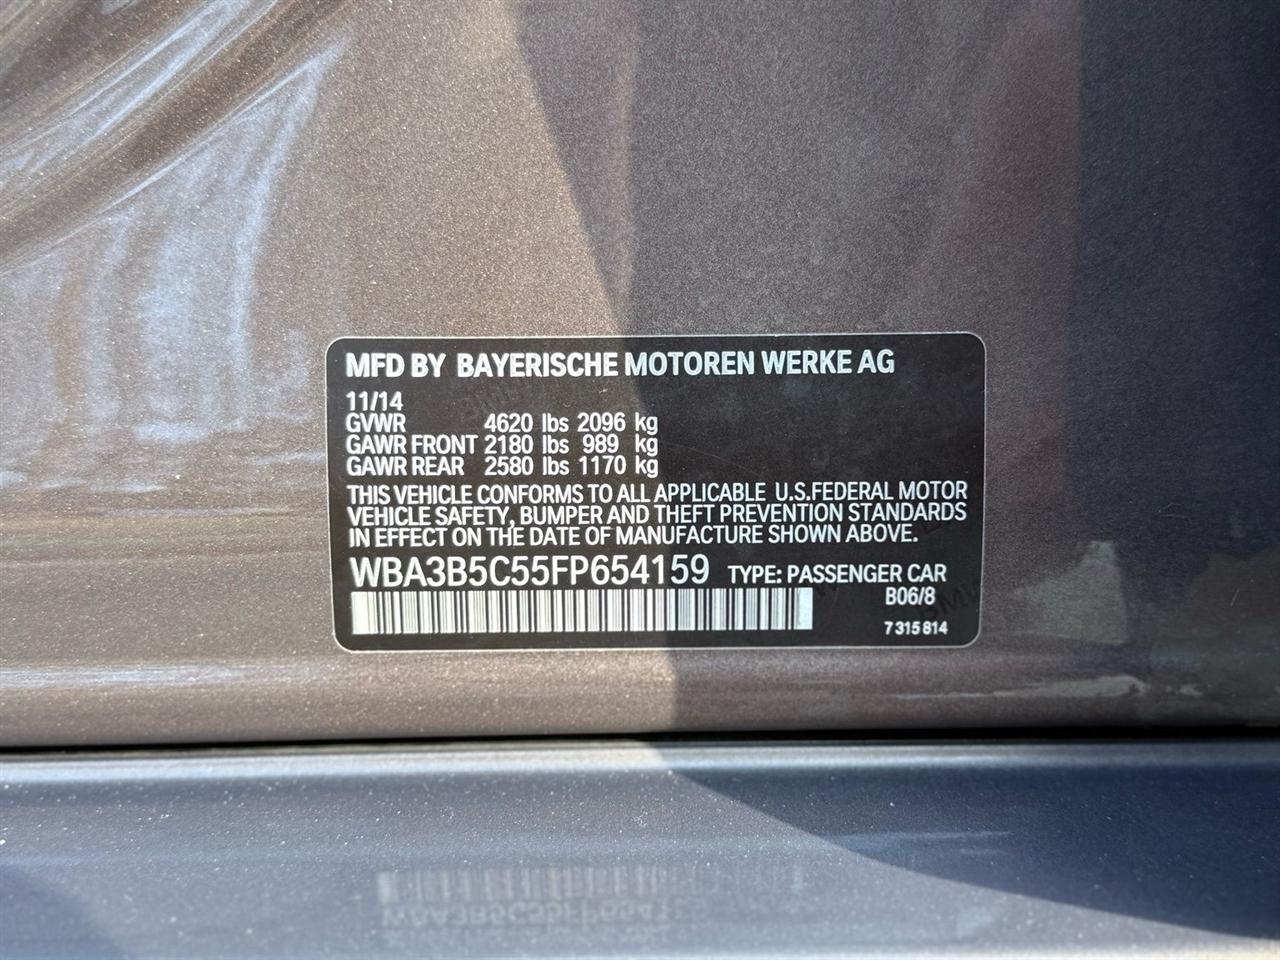 MFD BY BAYERISCHE MOTOREN WERKE AG
11/14
GVWR 4620 lbs 2096 kg
GAWR FRONT 2180 lbs 989 kg
GAWR REAR 2580 lbs 1170 kg
THIS VEHICLE CONFORMS TO ALL APPLICABLE U.S.FEDERAL MOTOR
VEHICLE SAFETY, BUMPER AND THEFT PREVENTION STANDARDS
IN EFFECT ON THE DATE OF MANUFACTURE SHOWN ABOVE.
WBA3B5C55FP654159 TYPE: PASSENGER CAR
B06/8
7 315 814